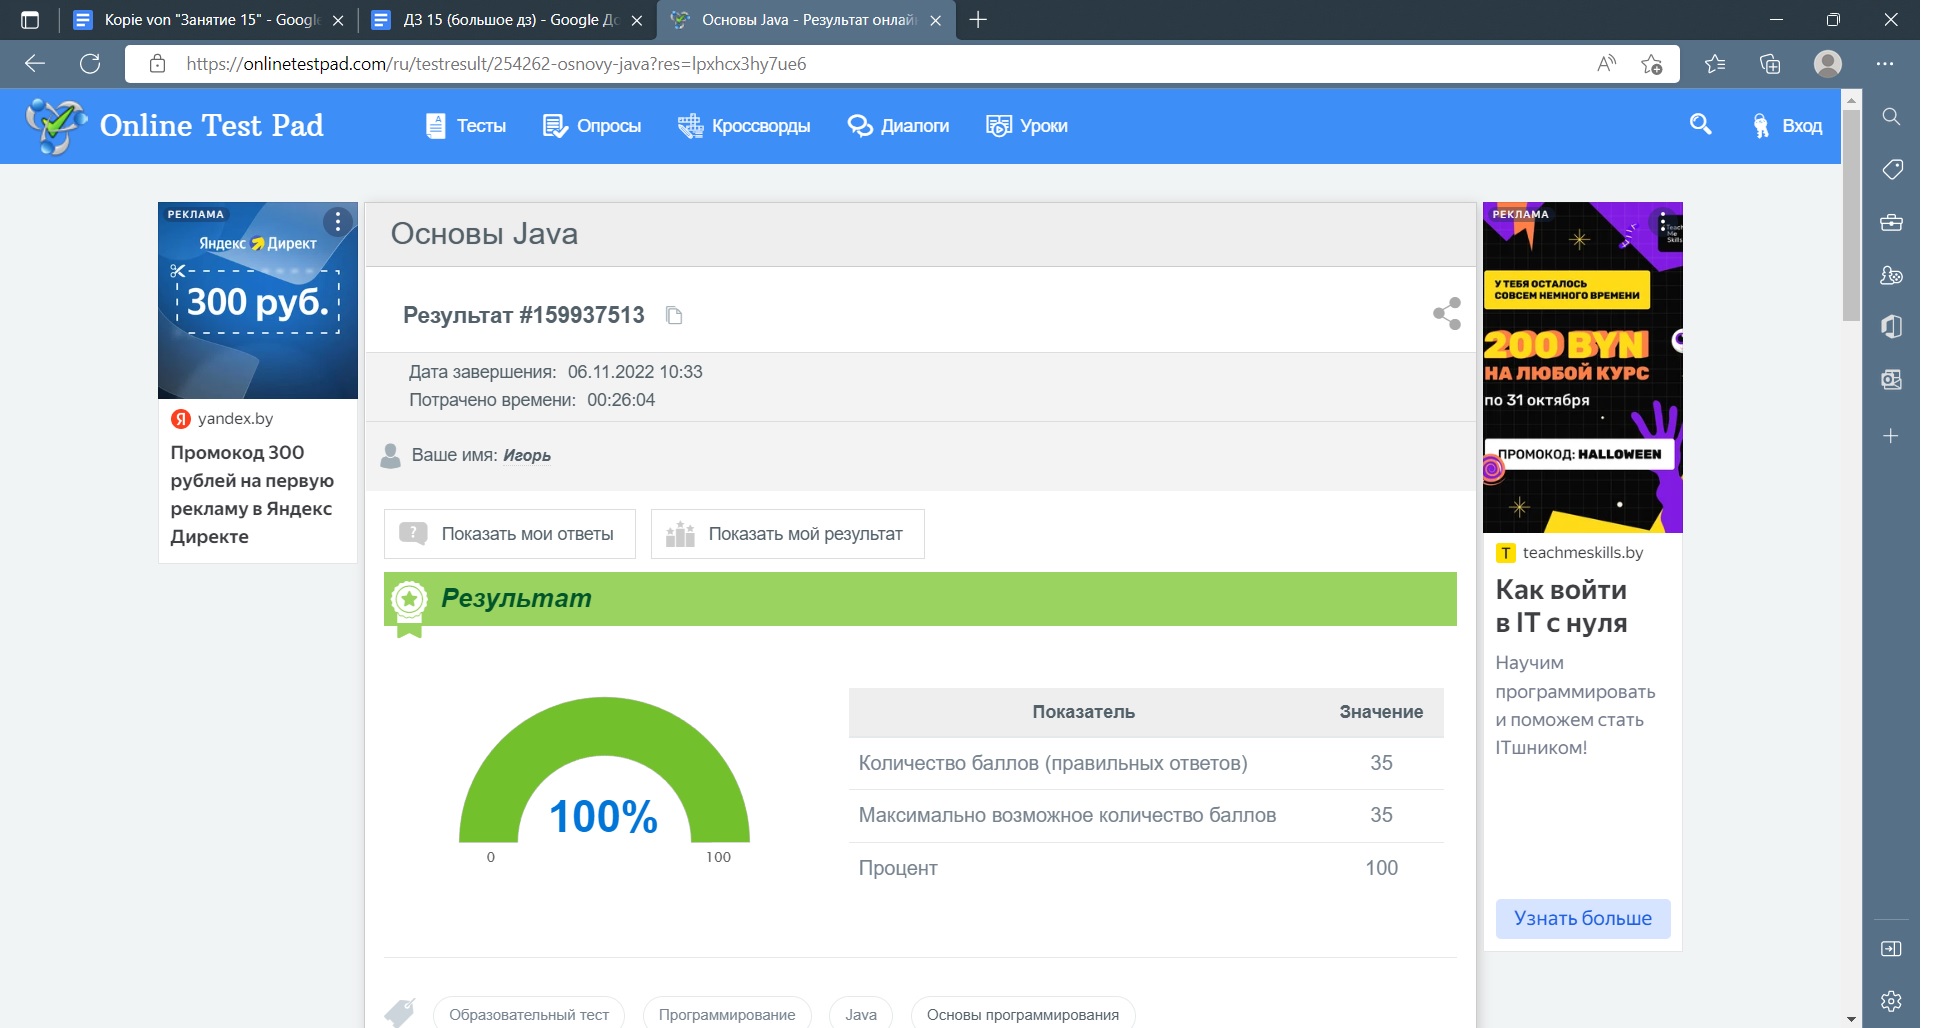 Kopie von "Занятие 15" - Google
ДЗ 15 (большое дз) - Google До
Основы Java - Результат онлайн
https://onlinetestpad.com/ru/testresult/254262-osnovy-java?res=lpxhcx3hy7ue6
Online Test Pad
Тесты
Опросы
Кроссворды
Диалоги
Уроки
Вход
РЕКЛАМА
Яндекс Директ
300 руб.
yandex.by
Промокод 300
рублей на первую
рекламу в Яндекс
Директе
Основы Java
Результат #159937513
Дата завершения: 06.11.2022 10:33
Потрачено времени: 00:26:04
Ваше имя: Игорь
Показать мои ответы
Показать мой результат
Результат
100%
0
100
Показатель Значение
Количество баллов (правильных ответов) 35
Максимально возможное количество баллов 35
Процент 100
Образовательный тест
Программирование
Java
Основы программирования
РЕКЛАМА
Teach
Me
Skills
У ТЕБЯ ОСТАЛОСЬ
СОВСЕМ НЕМНОГО ВРЕМЕНИ
200 BYN
НА ЛЮБОЙ КУРС
по 31 октября
ПРОМОКОД: HALLOWEEN
T teachmeskills.by
Как войти
в IT с нуля
Научим
программировать
и поможем стать
ITшником!
Узнать больше